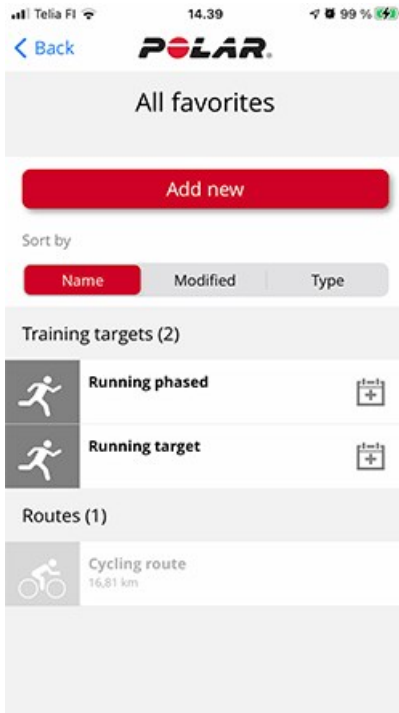 Telia FI 14.39 99 %
Back POLAR.
All favorites
Add new
Sort by
Name Modified Type
Training targets (2)
Running phased
Running target
Routes (1)
Cycling route
16,81 km